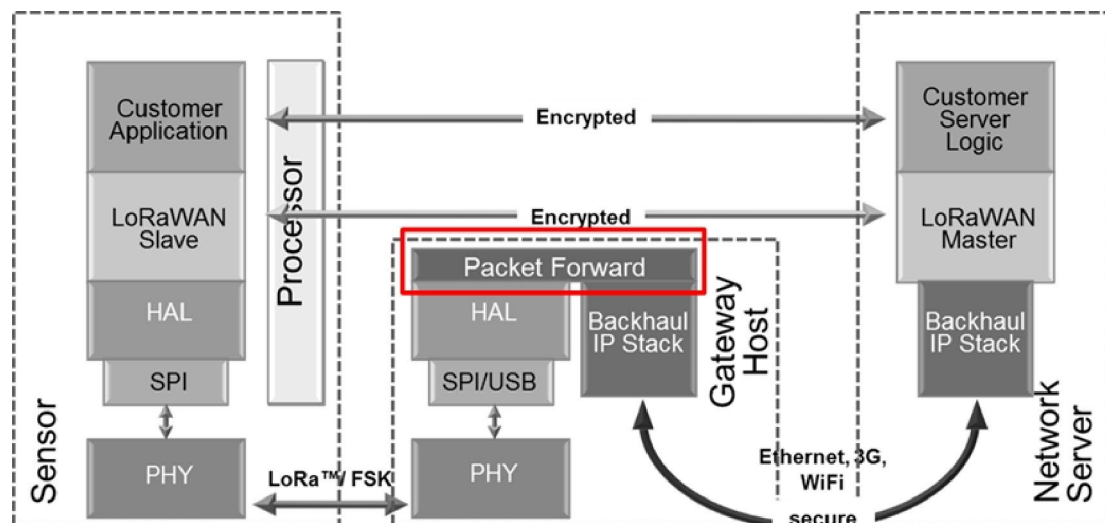 Customer
Application
LoRaWAN
Slave
HAL
SPI
PHY
Processor
Sensor
Encrypted
Encrypted
LoRa™/ FSK
Packet Forward
HAL
SPI/USB
PHY
Backhaul
IP Stack
Gateway
Host
Ethernet, 3G,
WiFi
secure
Customer
Server
Logic
LoRaWAN
Master
Backhaul
IP Stack
Network
Server